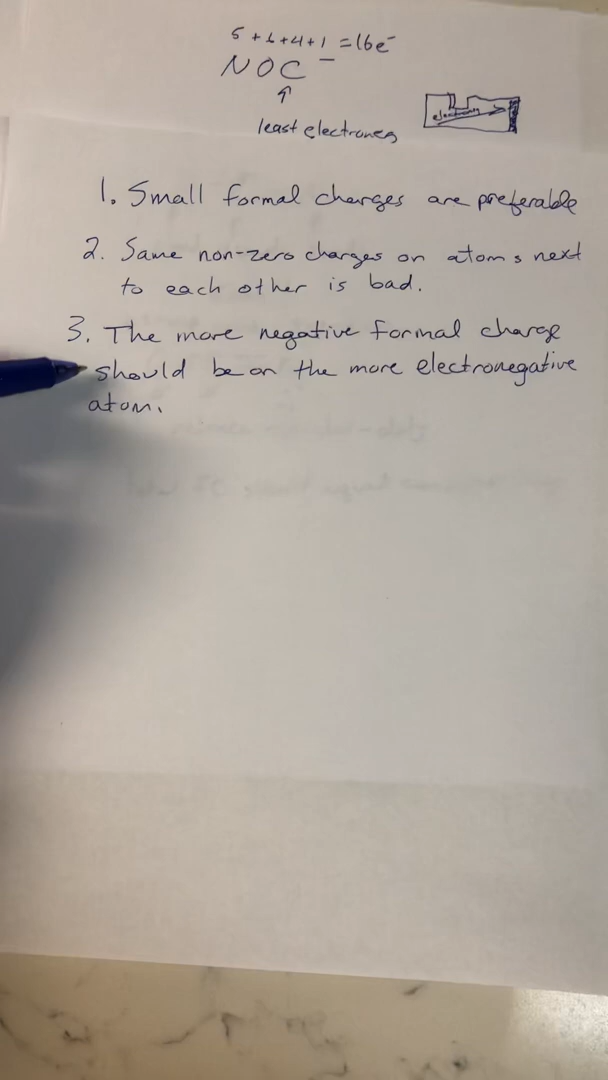 5 + 6 + 4 + 1 = 16e⁻
NOC⁻
↑
least electroneg
electroneg
1. Small formal charges are preferable
2. Same non-zero charges on atoms next
to each other is bad.
3. The more negative formal charge
should be on the more electronegative
atom.